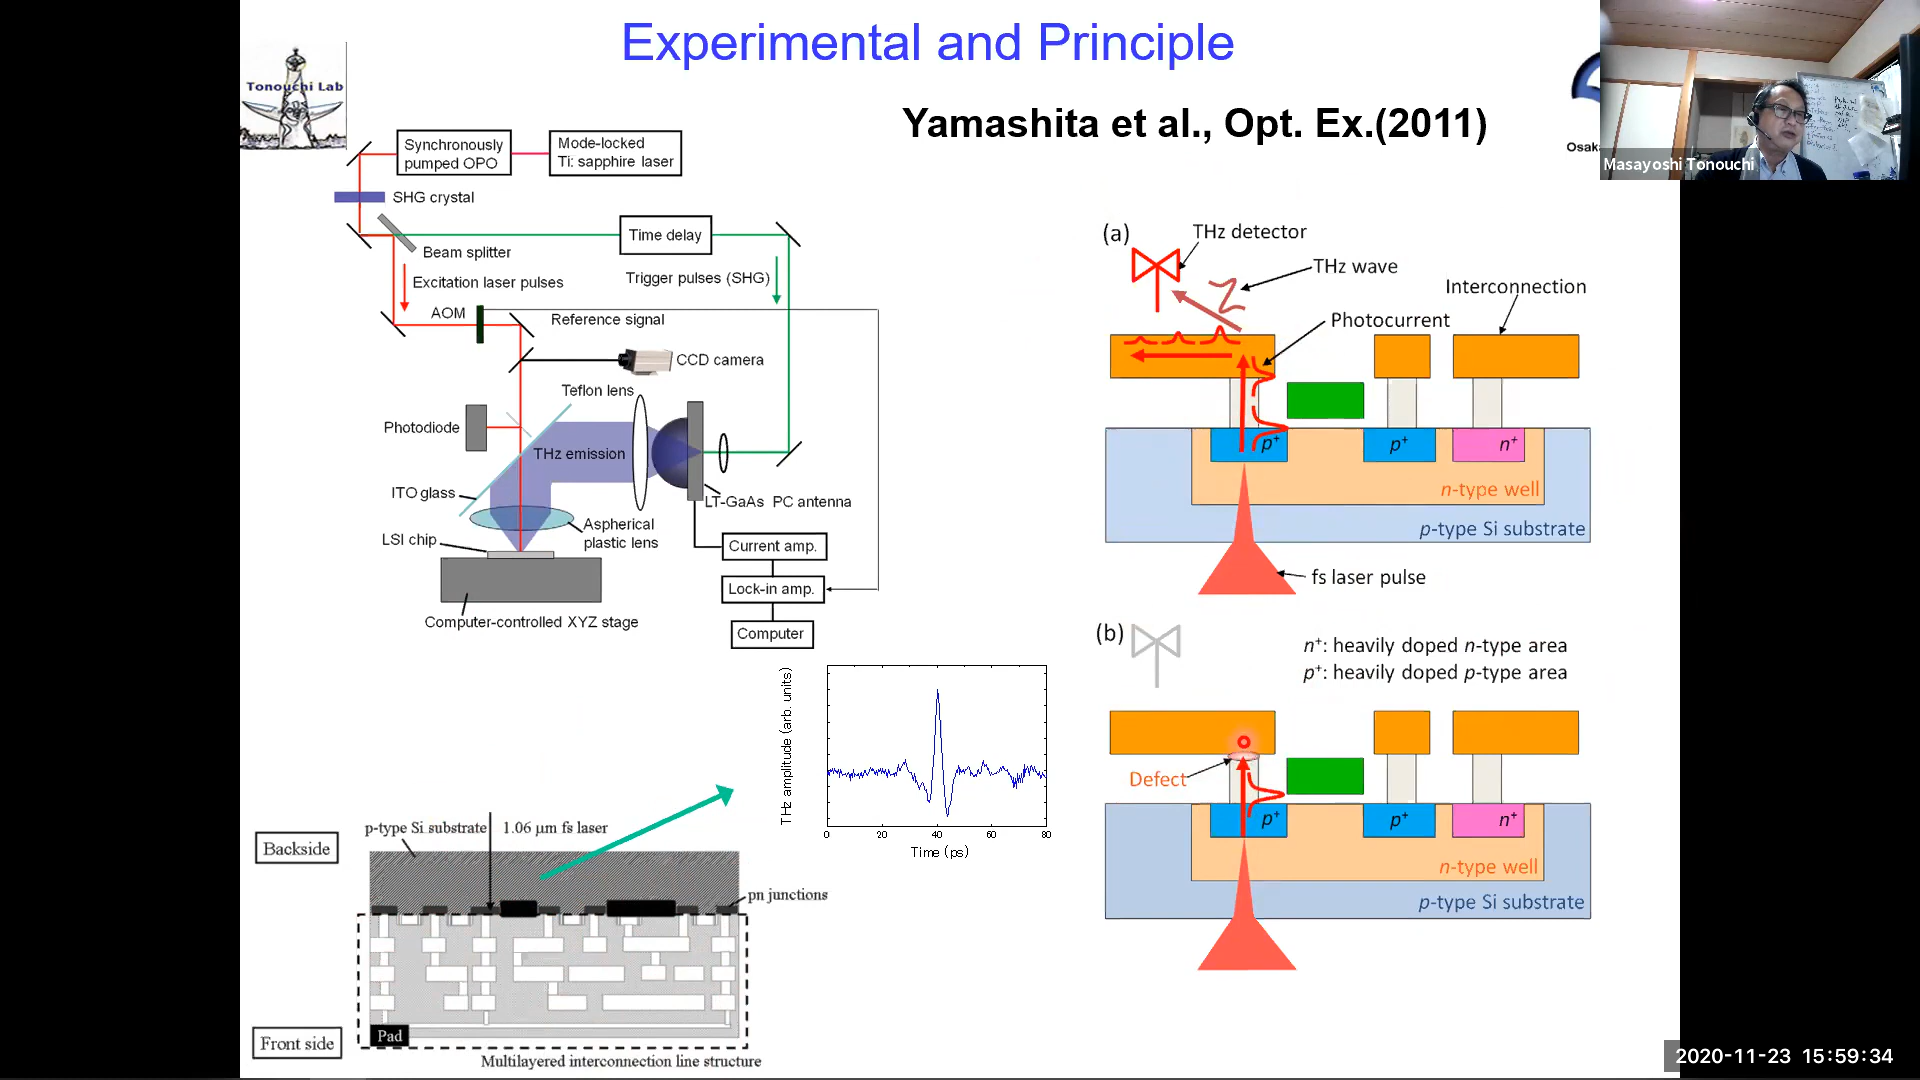 Experimental and Principle
Tonouchi Lab
Yamashita et al., Opt. Ex.(2011)
Masayoshi Tonouchi
Synchronously
pumped OPO
Mode-locked
Ti: sapphire laser
SHG crystal
Beam splitter
Time delay
Excitation laser pulses
Trigger pulses (SHG)
AOM
Reference signal
CCD camera
Teflon lens
Photodiode
THz emission
ITO glass
LT-GaAs PC antenna
Aspherical
plastic lens
LSI chip
Current amp.
Lock-in amp.
Computer
Computer-controlled XYZ stage
(a)
THz detector
THz wave
Interconnection
Photocurrent
p⁺
p⁺
n⁺
n-type well
p-type Si substrate
fs laser pulse
(b)
n⁺: heavily doped n-type area
p⁺: heavily doped p-type area
Defect
p⁺
p⁺
n⁺
n-type well
p-type Si substrate
THz amplitude (arb. units)
0 20 40 60 80
Time (ps)
p-type Si substrate
1.06 μm fs laser
Backside
pn junctions
Pad
Front side
Multilayered interconnection line structure
2020-11-23 15:59:34